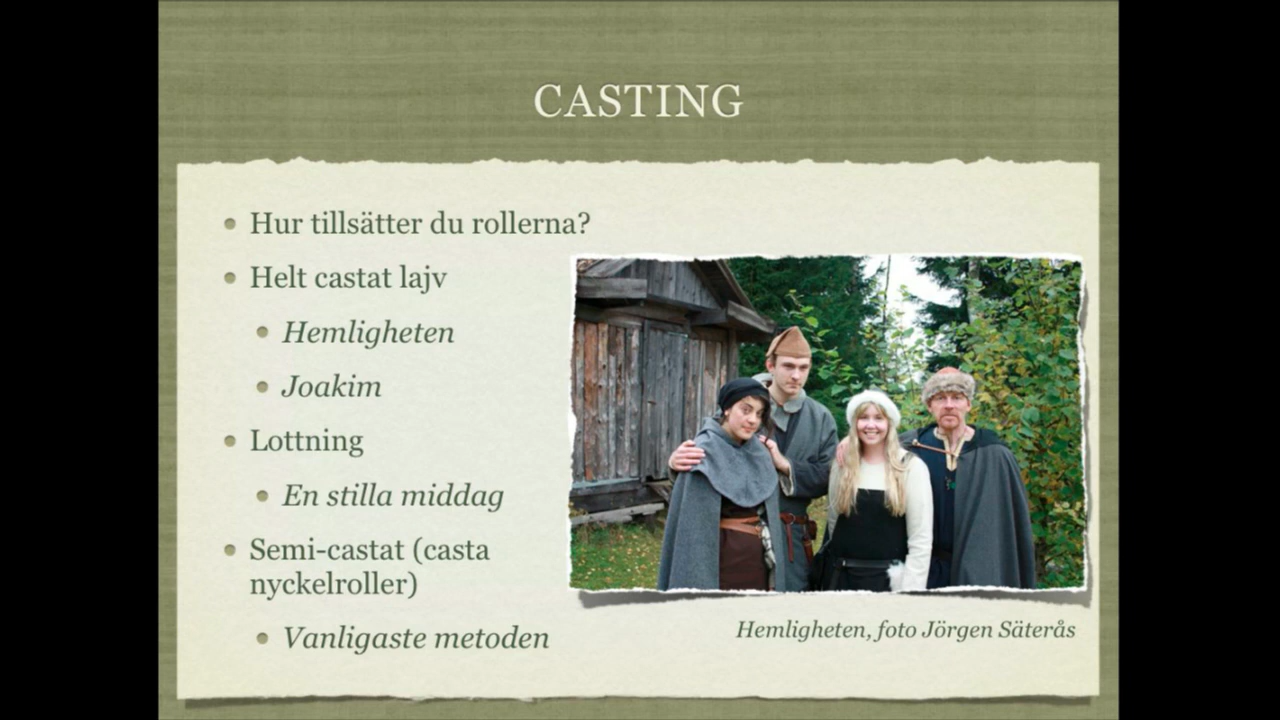 CASTING
Hur tillsätter du rollerna?
Helt castat lajv
Hemligheten
Joakim
Lottning
En stilla middag
Semi-castat (casta
nyckelroller)
Vanligaste metoden
Hemligheten, foto Jörgen Säterås